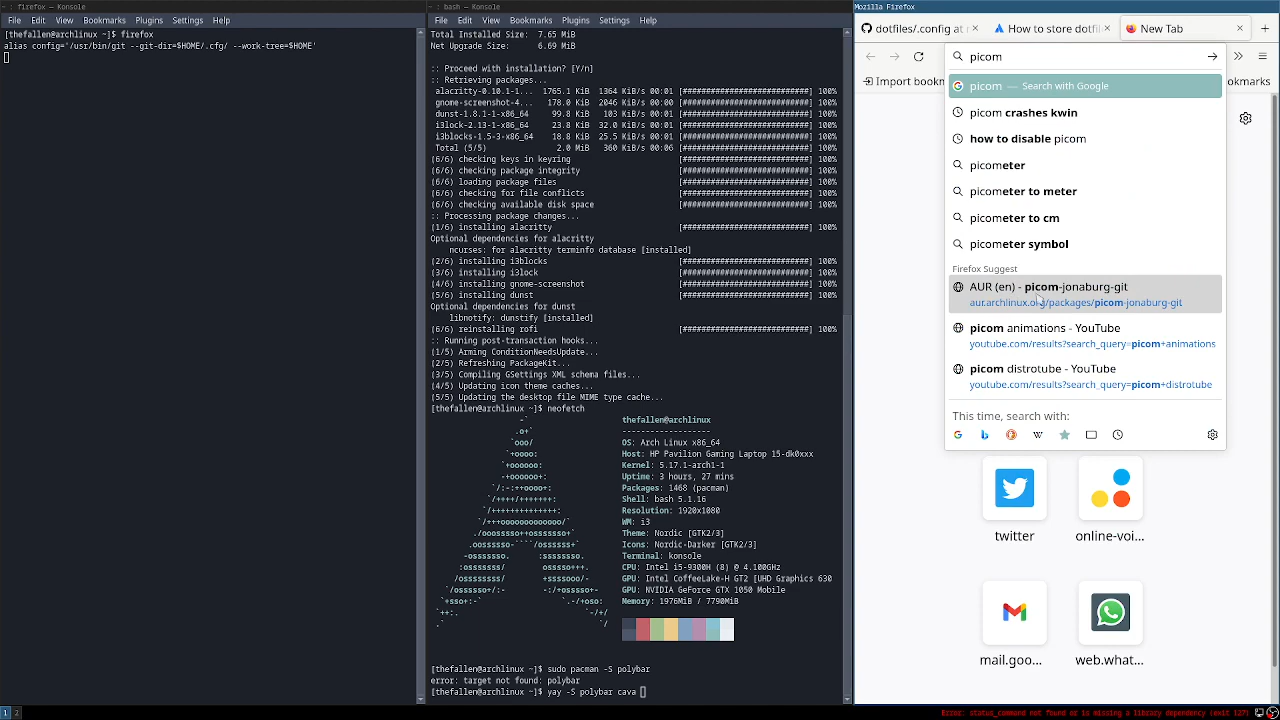 ~ : firefox — Konsole
File Edit View Bookmarks Plugins Settings Help
[thefallen@archlinux ~]$ firefox
alias config='/usr/bin/git --git-dir=$HOME/.cfg/ --work-tree=$HOME'
~ : bash — Konsole
File Edit View Bookmarks Plugins Settings Help
Total Installed Size:  7.65 MiB
Net Upgrade Size:      6.69 MiB
:: Proceed with installation? [Y/n]
:: Retrieving packages...
alacritty-0.10.1-1... 1765.1 KiB 1364 KiB/s 00:01 [############################] 100%
gnome-screenshot-4... 178.0 KiB 2046 KiB/s 00:00 [############################] 100%
dunst-1.8.1-1-x86_64 99.8 KiB 103 KiB/s 00:01 [############################] 100%
i3lock-2.13-1-x86_64 23.8 KiB 32.0 KiB/s 00:01 [############################] 100%
i3blocks-1.5-3-x86_64 18.8 KiB 25.5 KiB/s 00:01 [############################] 100%
Total (5/5) 2.0 MiB 360 KiB/s 00:06 [############################] 100%
(6/6) checking keys in keyring [############################] 100%
(6/6) checking package integrity [############################] 100%
(6/6) loading package files [############################] 100%
(6/6) checking for file conflicts [############################] 100%
(6/6) checking available disk space [############################] 100%
:: Processing package changes...
(1/6) installing alacritty [############################] 100%
Optional dependencies for alacritty
ncurses: for alacritty terminfo database [installed]
(2/6) installing i3blocks [############################] 100%
(3/6) installing i3lock [############################] 100%
(4/6) installing gnome-screenshot [############################] 100%
(5/6) installing dunst [############################] 100%
Optional dependencies for dunst
libnotify: dunstify [installed]
(6/6) reinstalling rofi [############################] 100%
:: Running post-transaction hooks...
(1/5) Arming ConditionNeedsUpdate...
(2/5) Refresh PackageKit...
(3/5) Compiling GSettings XML schema files...
(4/5) Updating icon theme caches...
(5/5) Updating the desktop file MIME type cache...
[thefallen@archlinux ~]$ neofetch
thefallen@archlinux
-------------------
OS: Arch Linux x86_64
Host: HP Pavilion Gaming Laptop 15-dk0xxx
Kernel: 5.17.1-arch1-1
Uptime: 3 hours, 27 mins
Packages: 1468 (pacman)
Shell: bash 5.1.16
Resolution: 1920x1080
WM: i3
Theme: Nordic [GTK2/3]
Icons: Nordic-Darker [GTK2/3]
Terminal: konsole
CPU: Intel i5-9300H (8) @ 4.100GHz
GPU: Intel CoffeeLake-H GT2 [UHD Graphics 630
GPU: NVIDIA GeForce GTX 1050 Mobile
Memory: 1976MiB / 7790MiB
[thefallen@archlinux ~]$ sudo pacman -S polybar
error: target not found: polybar
[thefallen@archlinux ~]$ yay -S polybar cava
Mozilla Firefox
dotfiles/.config at
How to store dotfil
New Tab
picom
Import bookm
kmarks
picom — Search with Google
picom crashes kwin
how to disable picom
picometer
picometer to meter
picometer to cm
picometer symbol
Firefox Suggest
AUR (en) - picom-jonaburg-git
aur.archlinux.org/packages/picom-jonaburg-git
picom animations - YouTube
youtube.com/results?search_query=picom+animations
picom distrotube - YouTube
youtube.com/results?search_query=picom+distrotube
This time, search with:
twitter
online-voi...
mail.goo...
web.what...
1 2
Error: status_command not found or is missing a library dependency (exit 127)